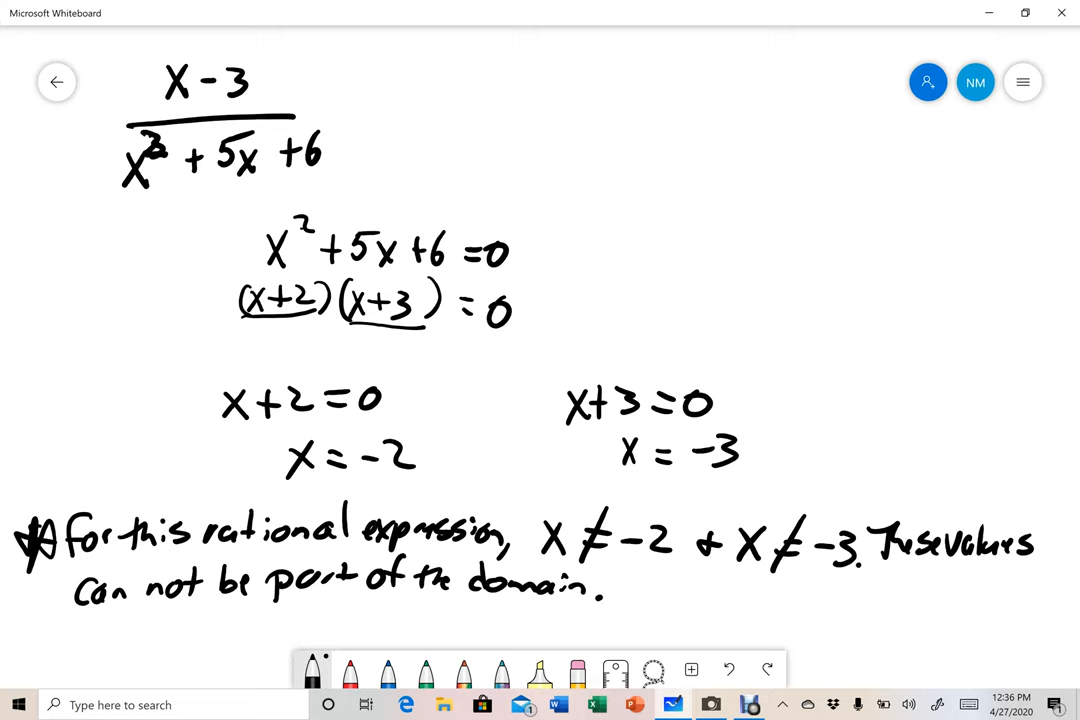 Microsoft Whiteboard
NM
x - 3
x² + 5x + 6
x² + 5x + 6 = 0
(x+2)(x+3) = 0
x+2=0 x+3=0
x=-2 x=-3
For this rational expression, x ≠ -2 + x ≠ -3. These values
can not be part of the domain.
Type here to search
12:36 PM
4/27/2020